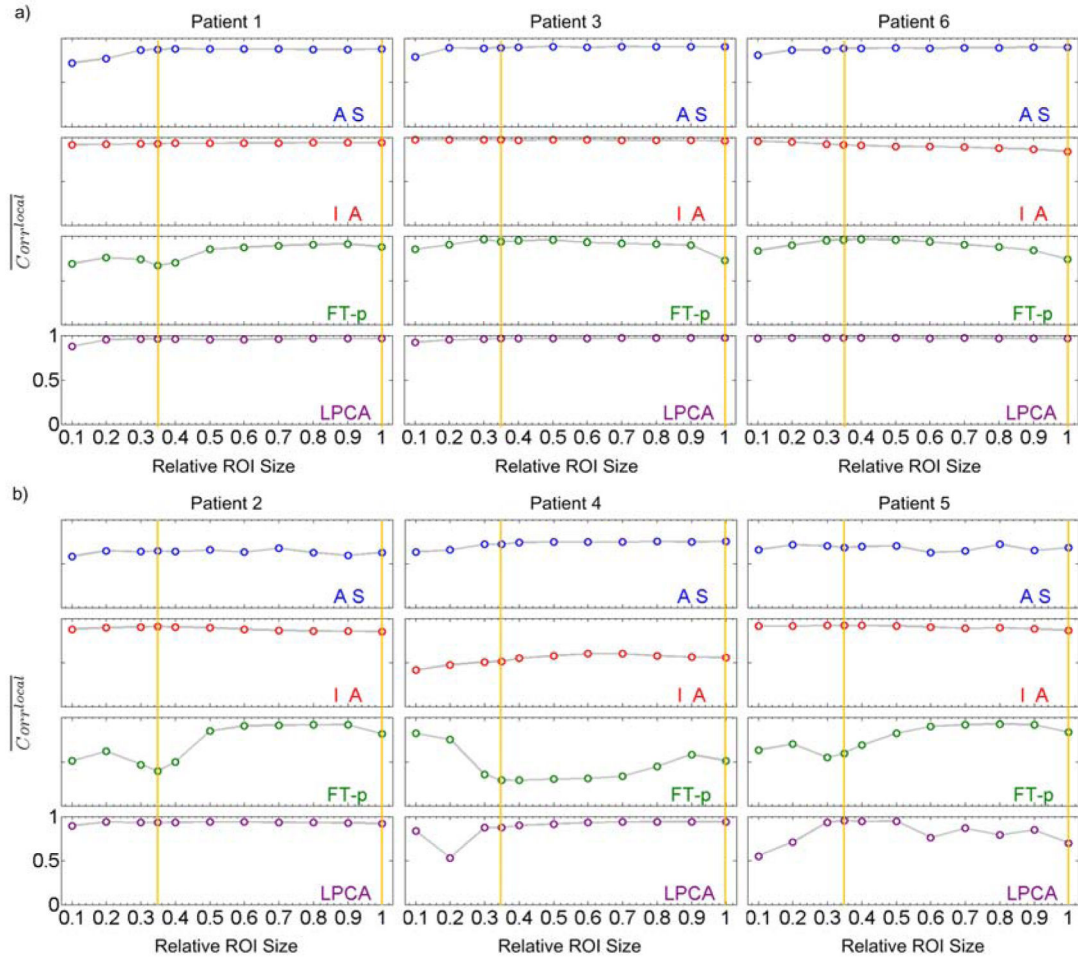 a)
Patient 1 Patient 3 Patient 6
A S A S A S
I A I A I A
Corr^local
FT-p FT-p FT-p
1
0.5
0
LPCA LPCA LPCA
0.1 0.2 0.3 0.4 0.5 0.6 0.7 0.8 0.9 1 0.1 0.2 0.3 0.4 0.5 0.6 0.7 0.8 0.9 1 0.1 0.2 0.3 0.4 0.5 0.6 0.7 0.8 0.9 1
Relative ROI Size Relative ROI Size Relative ROI Size
b)
Patient 2 Patient 4 Patient 5
A S A S A S
I A I A I A
Corr^local
FT-p FT-p FT-p
1
0.5
0
LPCA LPCA LPCA
0.1 0.2 0.3 0.4 0.5 0.6 0.7 0.8 0.9 1 0.1 0.2 0.3 0.4 0.5 0.6 0.7 0.8 0.9 1 0.1 0.2 0.3 0.4 0.5 0.6 0.7 0.8 0.9 1
Relative ROI Size Relative ROI Size Relative ROI Size